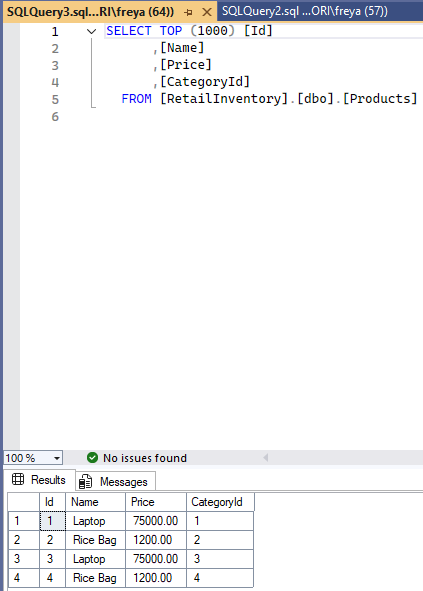 SQLQuery3.sql...RI\freya (64)) SQLQuery2.sql ...ORI\freya (57))
1 SELECT TOP (1000) [Id]
2 ,[Name]
3 ,[Price]
4 ,[CategoryId]
5 FROM [RetailInventory].[dbo].[Products]
6
100 % No issues found
Results Messages
Id Name Price CategoryId
1 1 Laptop 75000.00 1
2 2 Rice Bag 1200.00 2
3 3 Laptop 75000.00 3
4 4 Rice Bag 1200.00 4